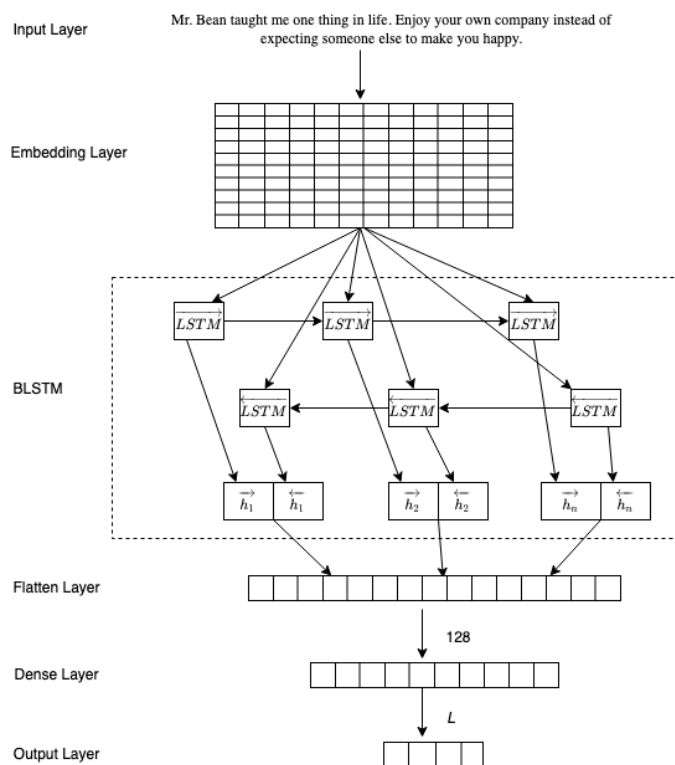 Input Layer
Mr. Bean taught me one thing in life. Enjoy your own company instead of
expecting someone else to make you happy.
Embedding Layer
LSTM LSTM LSTM
BLSTM
LSTM LSTM LSTM
h₁ h₁ h₂ h₂ hₙ hₙ
Flatten Layer
128
Dense Layer
L
Output Layer